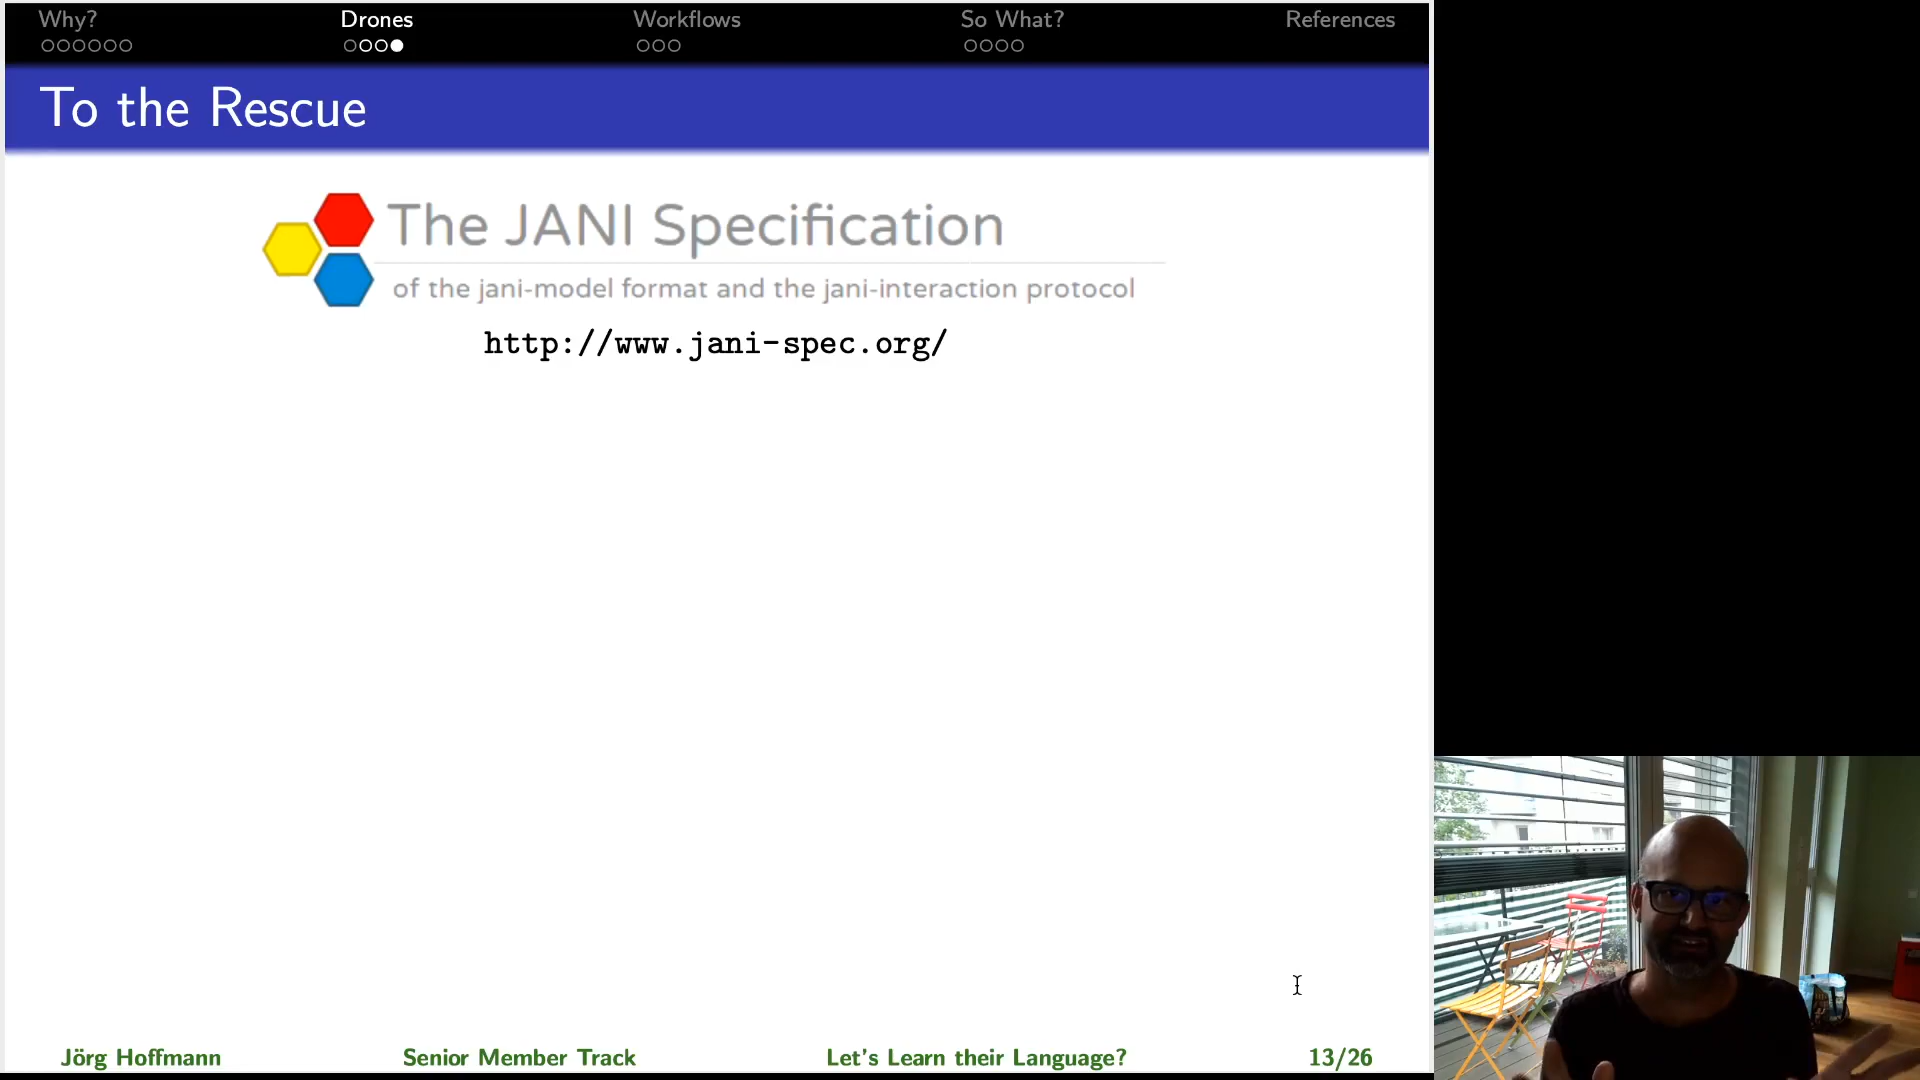 Why? Drones Workflows So What? References
To the Rescue
The JANI Specification
of the jani-model format and the jani-interaction protocol
http://www.jani-spec.org/
Jörg Hoffmann Senior Member Track Let's Learn their Language? 13/26